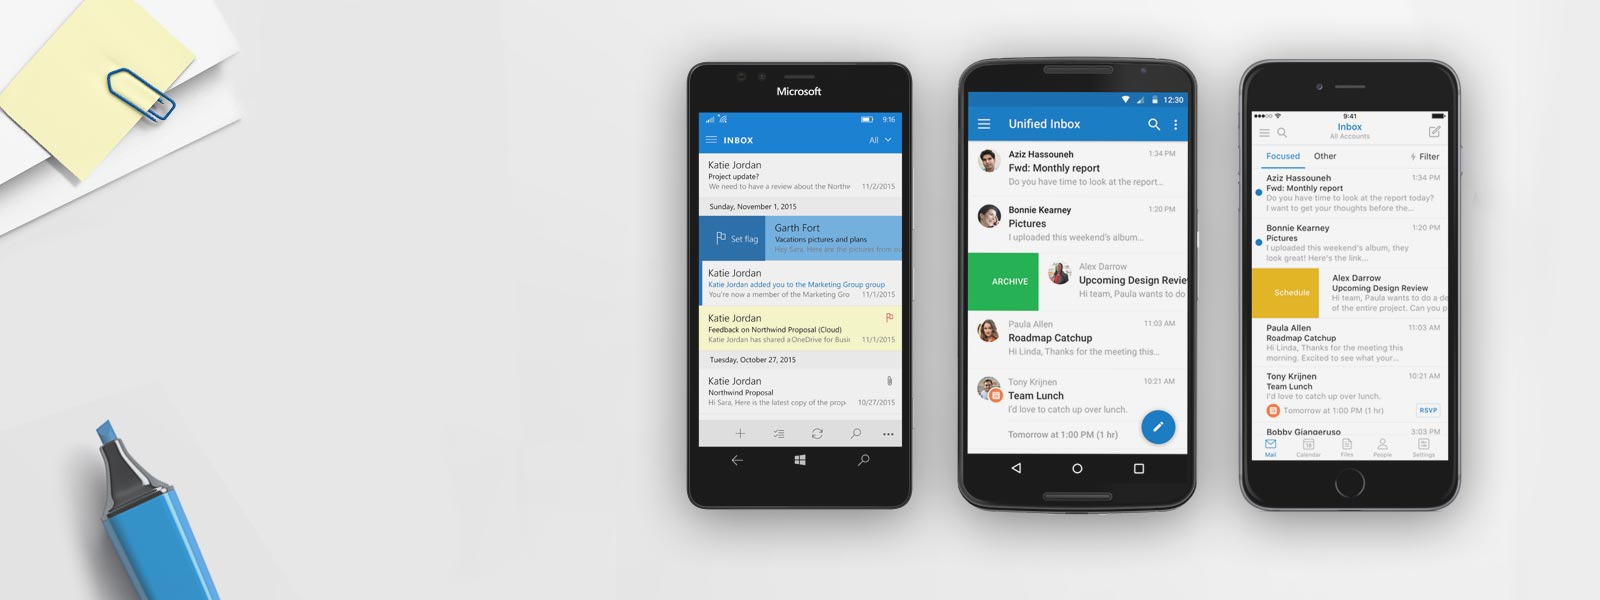 Microsoft
9:16
INBOX
All
Katie Jordan
Project update?
We need to have a review about the Northw
11/2/2015
Sunday, November 1, 2015
Set flag
Garth Fort
Vacations pictures and plans
Hey Sara, Here are the pictures from ou
Katie Jordan
Katie Jordan added you to the Marketing Group group
You're now a member of the Marketing Gro
11/1/2015
Katie Jordan
Feedback on Northwind Proposal (Cloud)
Katie Jordan has shared a OneDrive for Busin
11/1/2015
Tuesday, October 27, 2015
Katie Jordan
Northwind Proposal
Hi Sara, Here is the latest copy of the prop
10/27/2015
12:30
Unified Inbox
Aziz Hassouneh
1:34 PM
Fwd: Monthly report
Do you have time to look at the report...
Bonnie Kearney
1:20 PM
Pictures
I uploaded this weekend's album...
ARCHIVE
Alex Darrow
Upcoming Design Review
Hi team, Paula wants to do
Paula Allen
11:03 AM
Roadmap Catchup
Hi Linda, Thanks for the meeting this...
Tony Krijnen
10:21 AM
Team Lunch
I'd love to catch up over lunch.
Tomorrow at 1:00 PM (1 hr)
9:41
Inbox
All Accounts
Focused
Other
Filter
Aziz Hassouneh
1:34 PM
Fwd: Monthly report
Do you have time to look at the report today?
I want to get your thoughts before the...
Bonnie Kearney
1:20 PM
Pictures
I uploaded this weekend's album, they
look great! Here's the link...
Schedule
Alex Darrow
Upcoming Design Review
Hi team, Paula wants to do a de
of the entire project. Can you p
Paula Allen
11:03 AM
Roadmap Catchup
Hi Linda, Thanks for the meeting this
morning. Excited to see what your...
Tony Krijnen
10:21 AM
Team Lunch
I'd love to catch up over lunch.
Tomorrow at 1:00 PM (1 hr)
RSVP
Bobby Giangeruso
3:03 PM
Mail
Calendar
Files
People
Settings